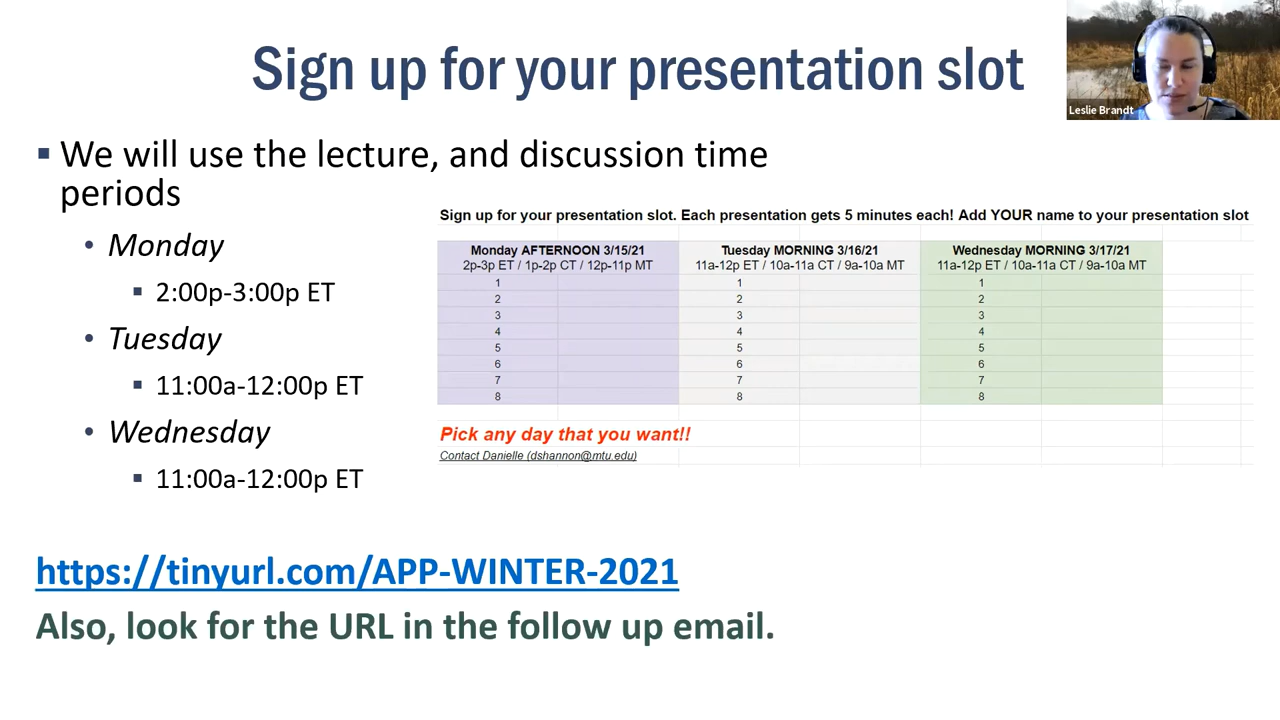 Sign up for your presentation slot
Leslie Brandt
▪ We will use the lecture, and discussion time
periods
• Monday
▪ 2:00p-3:00p ET
• Tuesday
▪ 11:00a-12:00p ET
• Wednesday
▪ 11:00a-12:00p ET
Sign up for your presentation slot. Each presentation gets 5 minutes each! Add YOUR name to your presentation slot
Monday AFTERNOON 3/15/21 Tuesday MORNING 3/16/21 Wednesday MORNING 3/17/21
2p-3p ET / 1p-2p CT / 12p-11p MT 11a-12p ET / 10a-11a CT / 9a-10a MT 11a-12p ET / 10a-11a CT / 9a-10a MT
1 1 1
2 2 2
3 3 3
4 4 4
5 5 5
6 6 6
7 7 7
8 8 8
Pick any day that you want!!
Contact Danielle (dshannon@mtu.edu)
https://tinyurl.com/APP-WINTER-2021
Also, look for the URL in the follow up email.